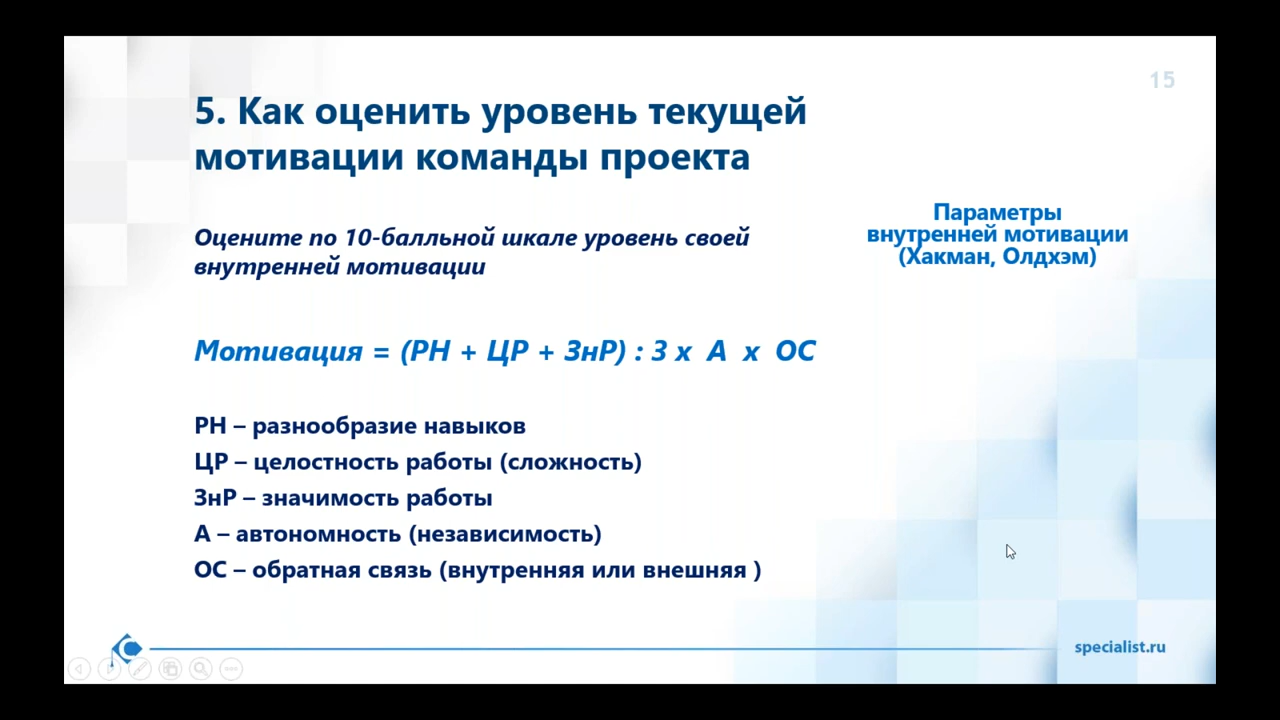 15
5. Как оценить уровень текущей
мотивации команды проекта
Параметры
внутренней мотивации
(Хакман, Олдхэм)
Оцените по 10-балльной шкале уровень своей
внутренней мотивации
Мотивация = (РН + ЦР + ЗнР) : 3 х А х ОС
РН – разнообразие навыков
ЦР – целостность работы (сложность)
ЗнР – значимость работы
А – автономность (независимость)
ОС – обратная связь (внутренняя или внешняя )
specialist.ru